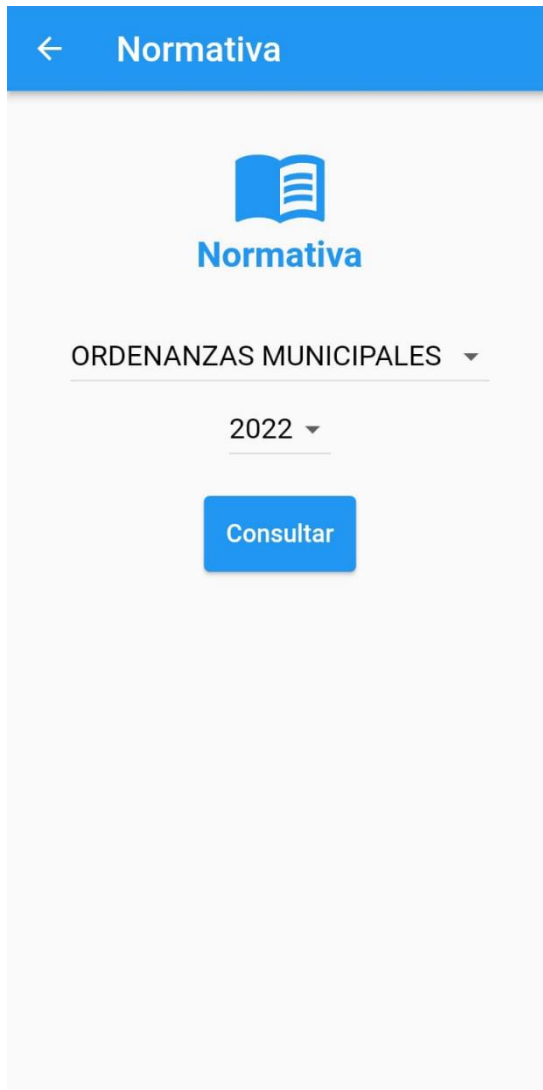 Normativa
Normativa
ORDENANZAS MUNICIPALES
2022
Consultar